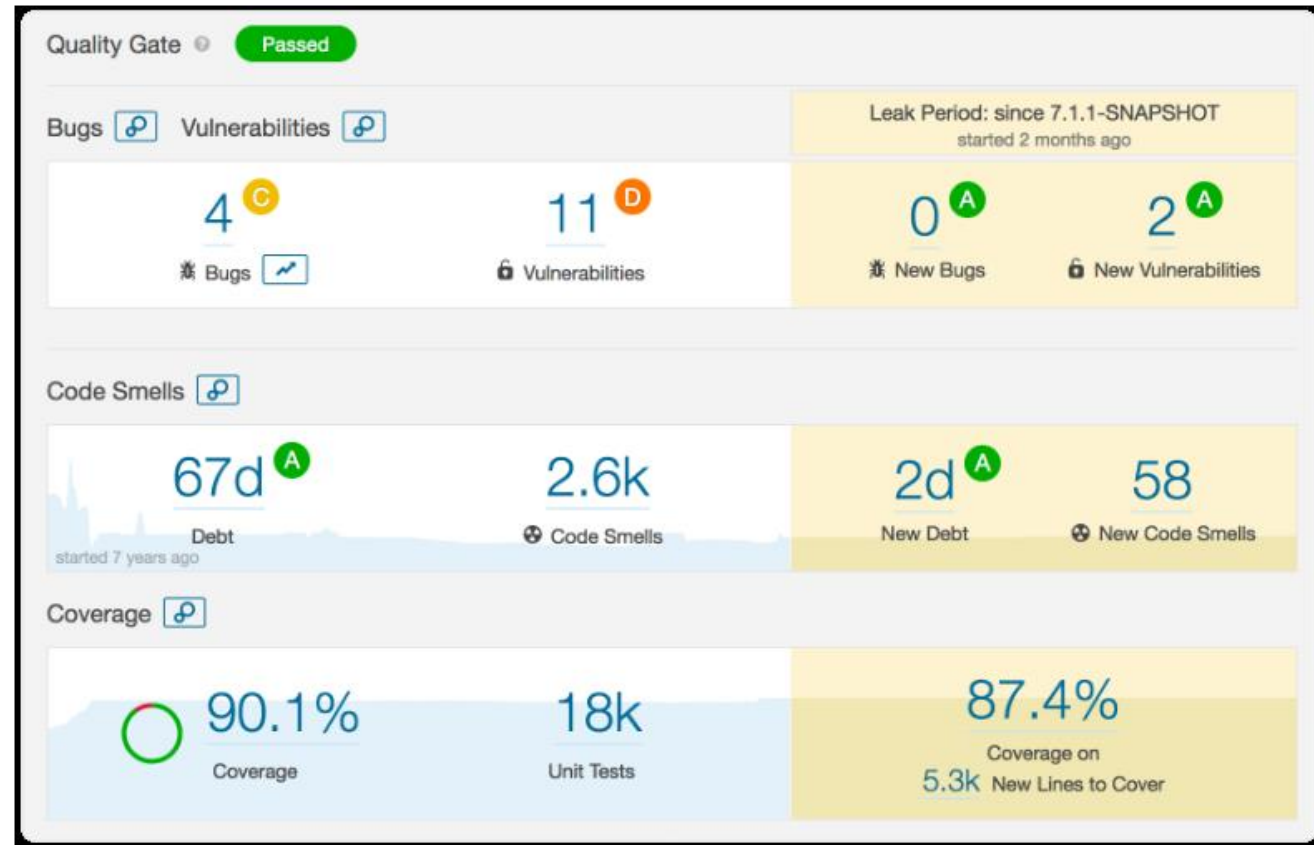 Quality Gate ? Passed
Bugs Vulnerabilities
Leak Period: since 7.1.1-SNAPSHOT
started 2 months ago
4 C 11 D 0 A 2 A
Bugs Vulnerabilities New Bugs New Vulnerabilities
Code Smells
67d A 2.6k 2d A 58
Debt Code Smells New Debt New Code Smells
started 7 years ago
Coverage
90.1% 18k 87.4%
Coverage Unit Tests Coverage on
5.3k New Lines to Cover